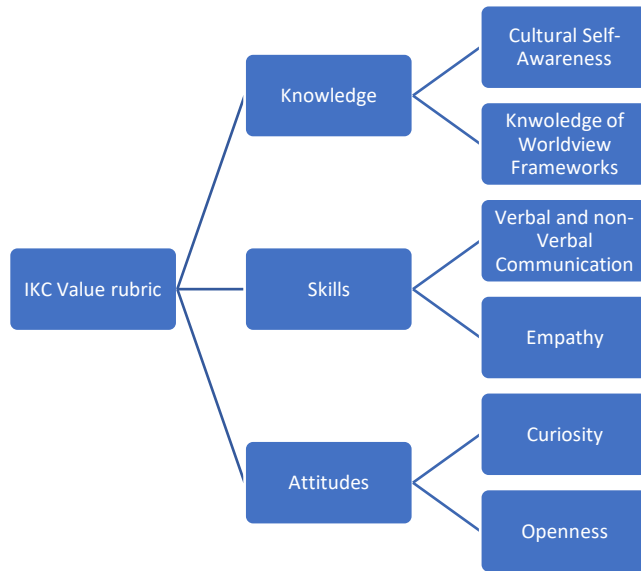 Cultural Self-
Awareness
Knowledge
Knwoledge of
Worldview
Frameworks
Verbal and non-
Verbal
Communication
IKC Value rubric
Skills
Empathy
Curiosity
Attitudes
Openness